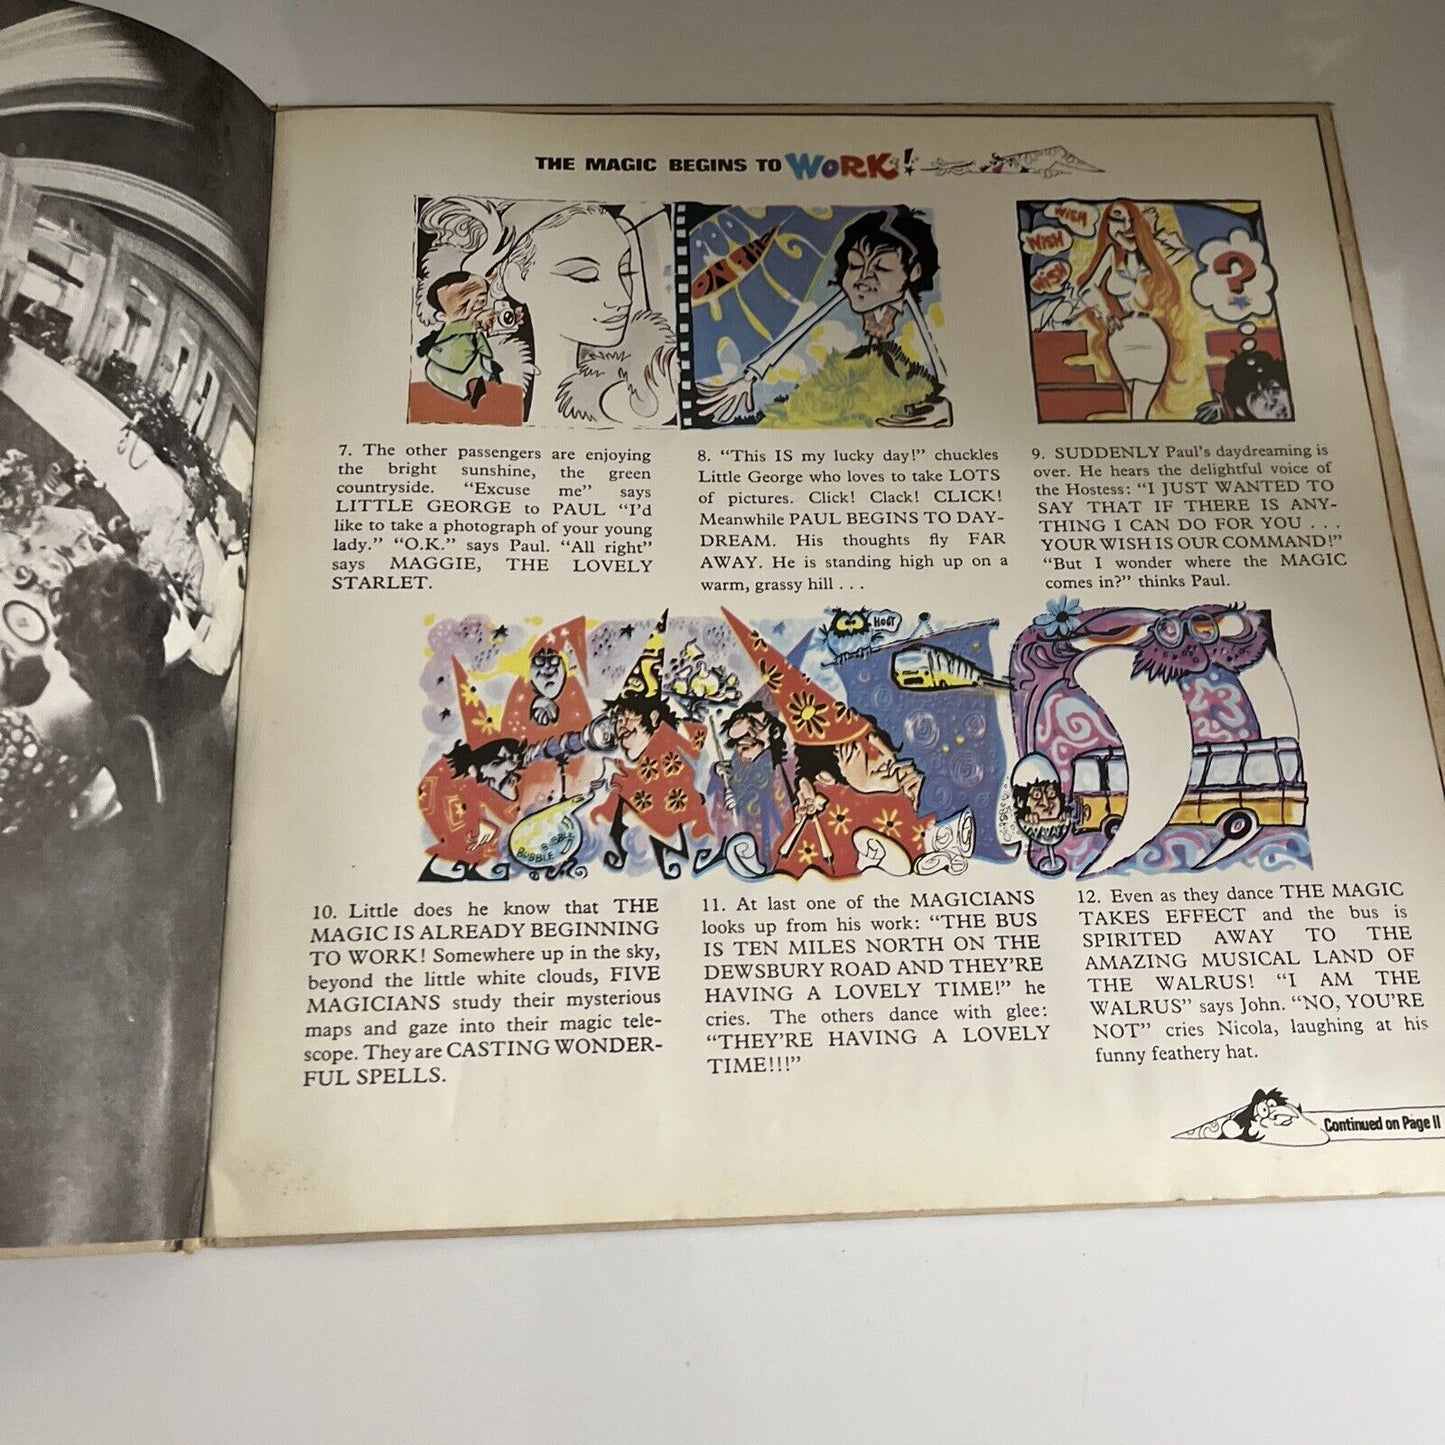 THE MAGIC BEGINS TO WORK!
MOON
ON THE
HILL
WISH
WISH
WISH
?
7. The other passengers are enjoying
the bright sunshine, the green
countryside. "Excuse me" says
LITTLE GEORGE to PAUL "I'd
like to take a photograph of your young
lady." "O.K." says Paul. "All right"
says MAGGIE, THE LOVELY
STARLET.
8. "This IS my lucky day!" chuckles
Little George who loves to take LOTS
of pictures. Click! Clack! CLICK!
Meanwhile PAUL BEGINS TO DAY-
DREAM. His thoughts fly FAR
AWAY. He is standing high up on a
warm, grassy hill . . .
9. SUDDENLY Paul's daydreaming is
over. He hears the delightful voice of
the Hostess: "I JUST WANTED TO
SAY THAT IF THERE IS ANY-
THING I CAN DO FOR YOU . . .
YOUR WISH IS OUR COMMAND!"
"But I wonder where the MAGIC
comes in?" thinks Paul.
HOOT
BUBBLE BUBBLE
10. Little does he know that THE
MAGIC IS ALREADY BEGINNING
TO WORK! Somewhere up in the sky,
beyond the little white clouds, FIVE
MAGICIANS study their mysterious
maps and gaze into their magic tele-
scope. They are CASTING WONDER-
FUL SPELLS.
11. At last one of the MAGICIANS
looks up from his work: "THE BUS
IS TEN MILES NORTH ON THE
DEWSBURY ROAD AND THEY'RE
HAVING A LOVELY TIME!" he
cries. The others dance with glee:
"THEY'RE HAVING A LOVELY
TIME!!!"
12. Even as they dance THE MAGIC
TAKES EFFECT and the bus is
SPIRITED AWAY TO THE
AMAZING MUSICAL LAND OF
THE WALRUS! "I AM THE
WALRUS" says John. "NO, YOU'RE
NOT" cries Nicola, laughing at his
funny feathery hat.
Continued on Page 11